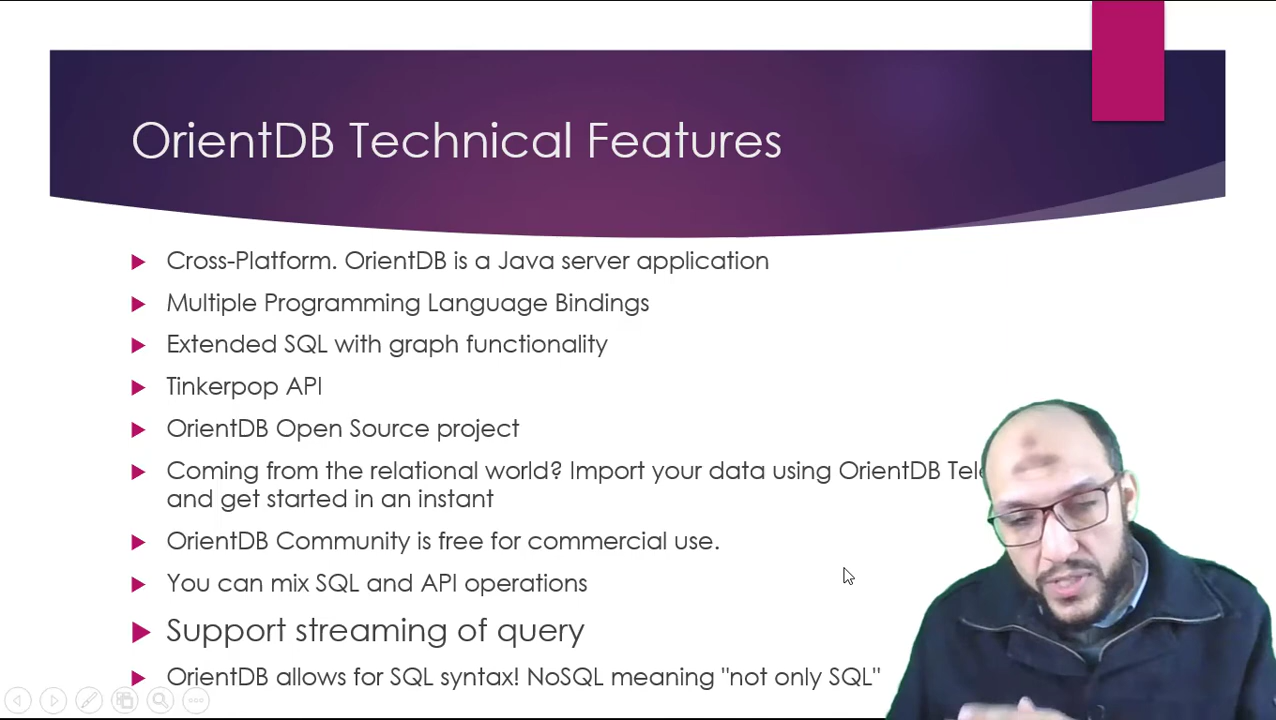 OrientDB Technical Features
Cross-Platform. OrientDB is a Java server application
Multiple Programming Language Bindings
Extended SQL with graph functionality
Tinkerpop API
OrientDB Open Source project
Coming from the relational world? Import your data using OrientDB
and get started in an instant
OrientDB Community is free for commercial use.
You can mix SQL and API operations
Support streaming of query
OrientDB allows for SQL syntax! NoSQL meaning "not only SQL"